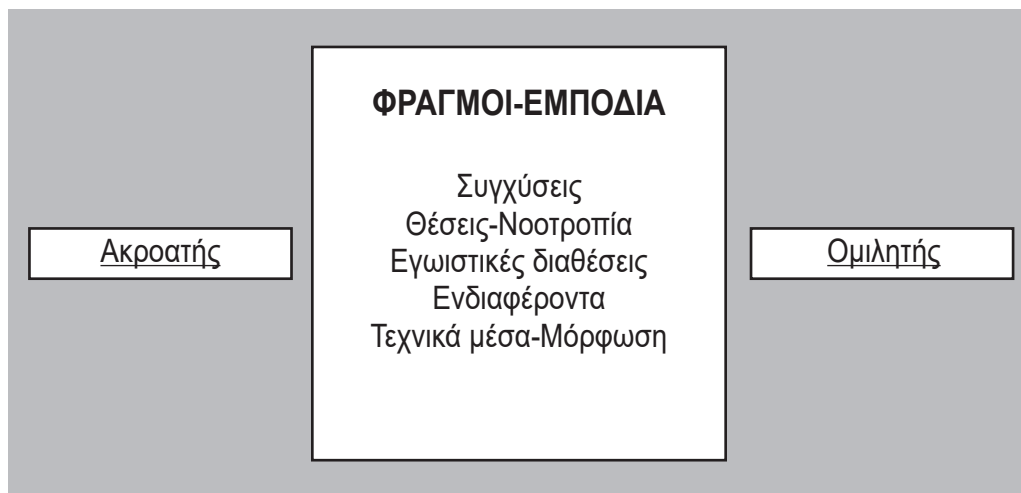 ΦΡΑΓΜΟΙ-ΕΜΠΟΔΙΑ
Συγχύσεις
Θέσεις-Νοοτροπία
Ακροατής
Εγωιστικές διαθέσεις
Ομιλητής
Ενδιαφέροντα
Τεχνικά μέσα-Μόρφωση